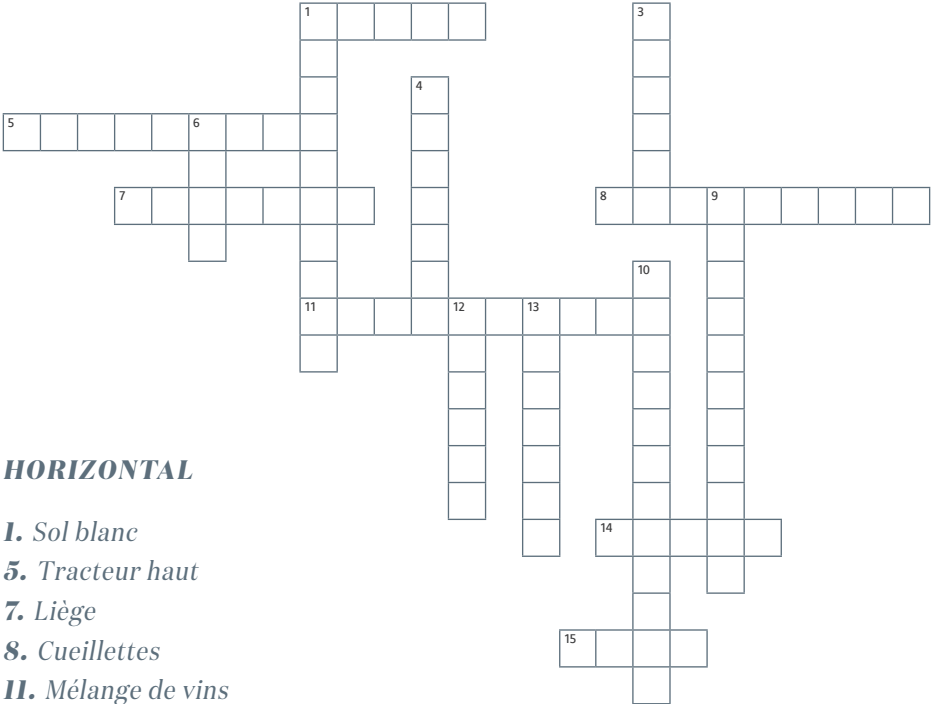 1 3
4
5 6
7 8 9
10
11 12 13
HORIZONTAL
1. Sol blanc
14
5. Tracteur haut
7. Liège
15
8. Cueillettes
11. Mélange de vins